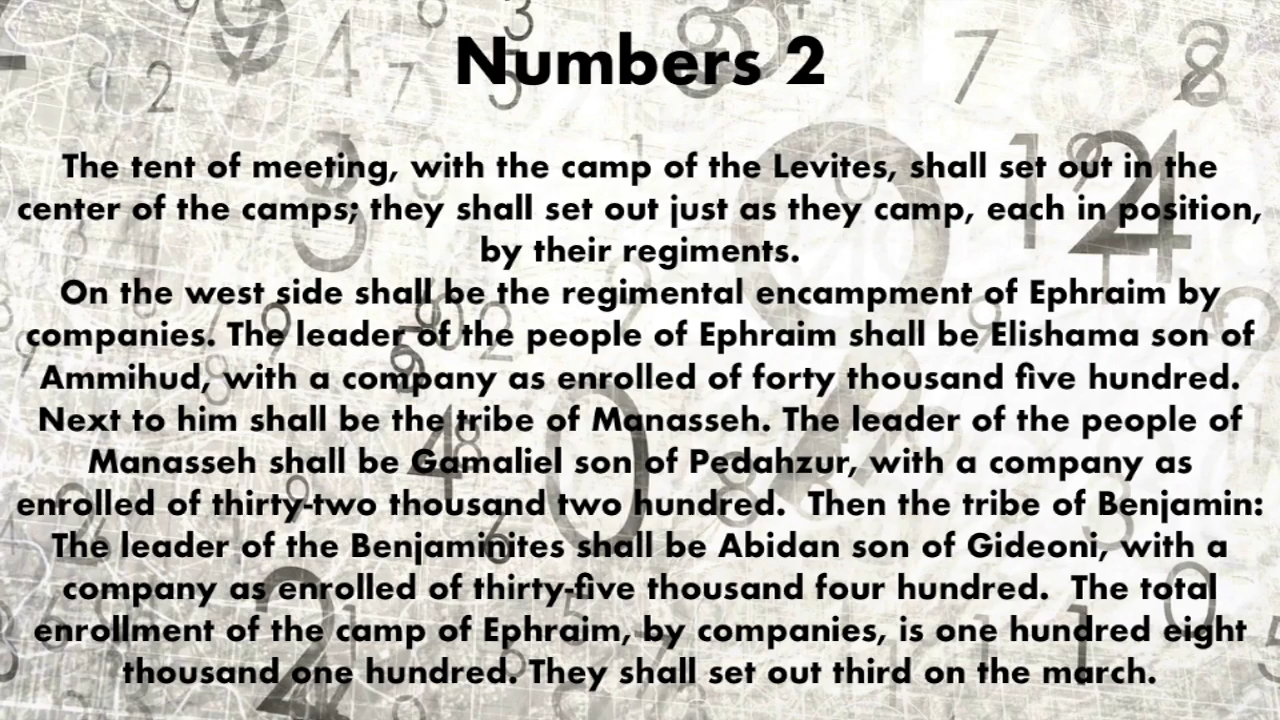 Numbers 2
The tent of meeting, with the camp of the Levites, shall set out in the
center of the camps; they shall set out just as they camp, each in position,
by their regiments.
On the west side shall be the regimental encampment of Ephraim by
companies. The leader of the people of Ephraim shall be Elishama son of
Ammihud, with a company as enrolled of forty thousand five hundred.
Next to him shall be the tribe of Manasseh. The leader of the people of
Manasseh shall be Gamaliel son of Pedahzur, with a company as
enrolled of thirty-two thousand two hundred.  Then the tribe of Benjamin:
The leader of the Benjaminites shall be Abidan son of Gideoni, with a
company as enrolled of thirty-five thousand four hundred.  The total
enrollment of the camp of Ephraim, by companies, is one hundred eight
thousand one hundred. They shall set out third on the march.